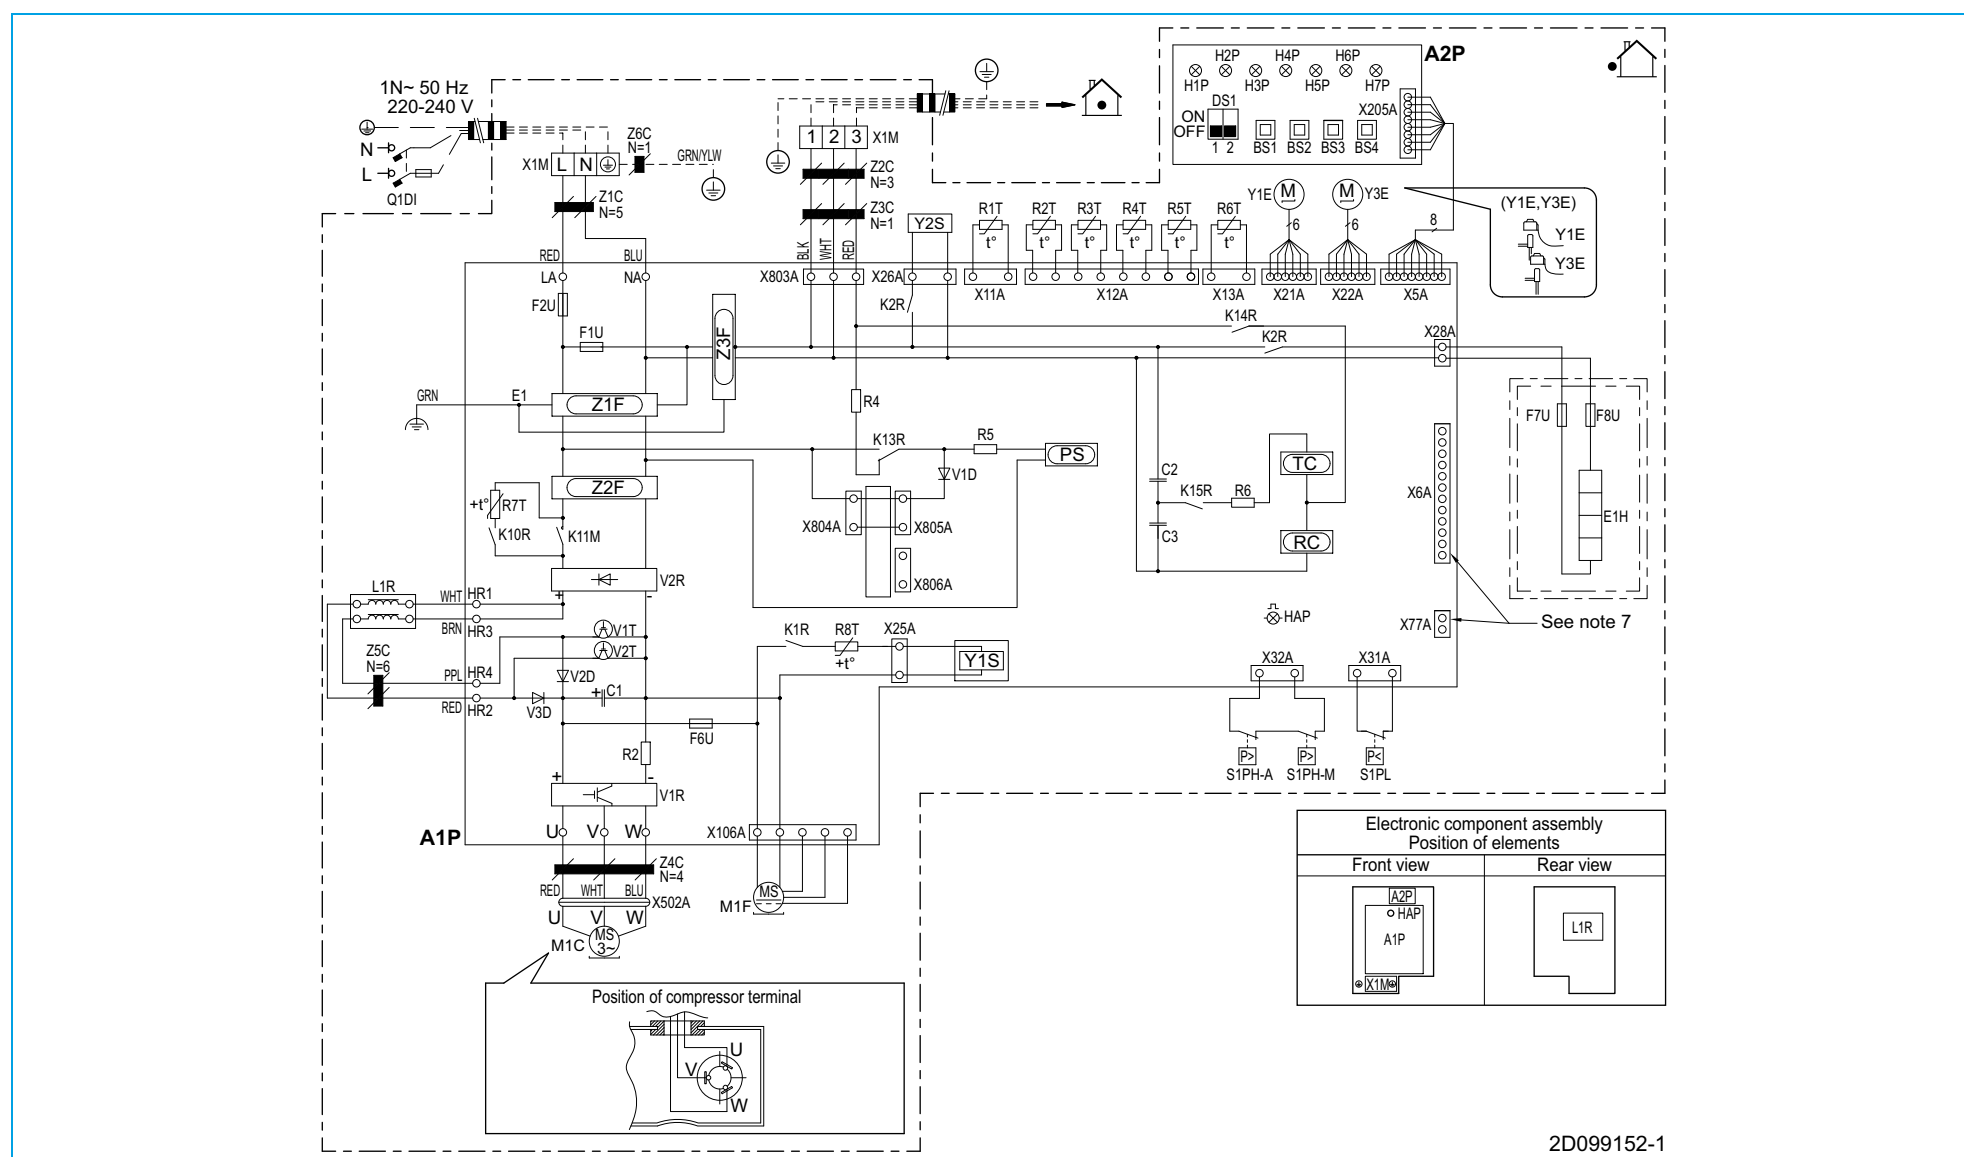 A2P
H2P H4P H6P
H1P H3P H5P H7P
DS1
X205A
ON
OFF
1 2
BS1 BS2 BS3 BS4
1N~ 50 Hz
220-240 V
N
L
Q1DI
X1M L N
Z6C
N=1
GRN/YLW
Z1C
N=5
1 2 3 X1M
Z2C
N=3
Z3C
N=1
BLK WHT RED
Y2S
R1T R2T R3T R4T R5T R6T
t° t° t° t° t° t°
Y1E M M Y3E
6 6 8
(Y1E,Y3E)
Y1E
Y3E
RED BLU
LA NA
X803A X26A X11A X12A X13A X21A X22A X5A
F2U
F1U
K2R
Z3F
K14R
K2R
X28A
GRN E1
Z1F
R4
F7U F8U
K13R R5
PS
V1D
C2
TC
K15R R6
C3
RC
X6A
E1H
Z2F
+t° R7T
K10R K11M
X804A X805A
X806A
V2R
+ -
L1R
WHT HR1
BRN HR3
HAP
See note 7
X77A
V1T
V2T
K1R R8T X25A
+t°
Y1S
X32A X31A
Z5C
N=6
PPL HR4
RED HR2
V2D
V3D
+ C1
F6U
R2
P> P> P<
S1PH-A S1PH-M S1PL
+ -
V1R
A1P
U V W
X106A
Z4C
N=4
RED WHT BLU
X502A
U V W
M1C MS
3~
M1F MS
Electronic component assembly
Position of elements
Front view Rear view
A2P
HAP
A1P
X1M
L1R
Position of compressor terminal
U
V
W
2D099152-1